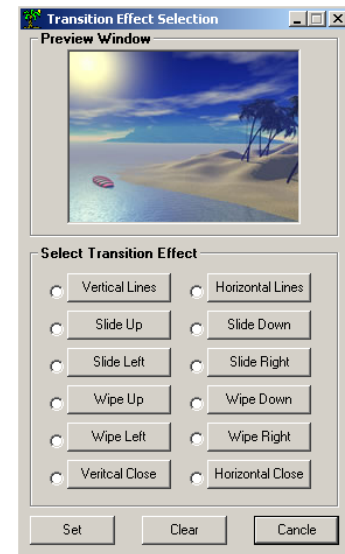 Transition Effect Selection
Preview Window
Select Transition Effect
Vertical Lines Horizontal Lines
Slide Up Slide Down
Slide Left Slide Right
Wipe Up Wipe Down
Wipe Left Wipe Right
Veritcal Close Horizontal Close
Set Clear Cancle